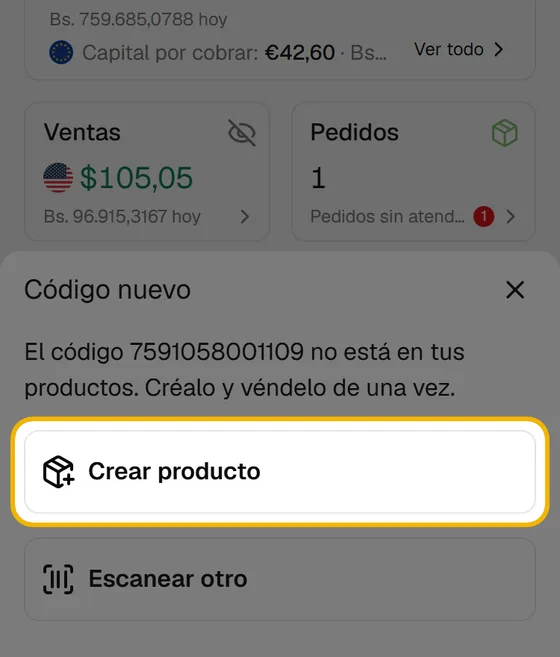 Bs. 759.685,0788 hoy
Capital por cobrar: €42,60 · Bs...
Ver todo
Ventas
$105,05
Bs. 96.915,3167 hoy
Pedidos
1
Pedidos sin atend... 1
Código nuevo
El código 7591058001109 no está en tus
productos. Créalo y véndelo de una vez.
Crear producto
Escanear otro